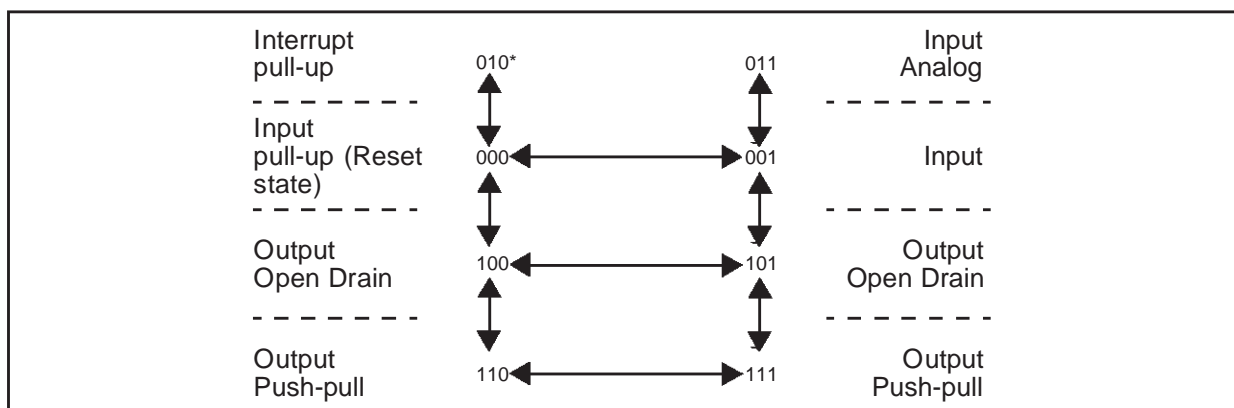 Interrupt
pull-up
010*
011
Input
Analog
Input
pull-up (Reset
state)
000
001
Input
Output
Open Drain
100
101
Output
Open Drain
Output
Push-pull
110
111
Output
Push-pull